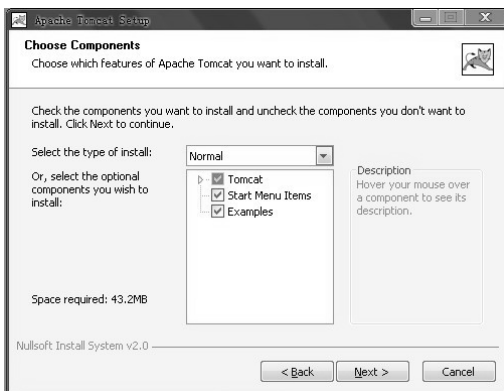 Apache Tomcat Setup
Choose Components
Choose which features of Apache Tomcat you want to install.
Check the components you want to install and uncheck the components you don't want to
install. Click Next to continue.
Select the type of install:
Normal
Or, select the optional
components you wish to
install:
Tomcat
Start Menu Items
Examples
Description
Hover your mouse over
a component to see its
description.
Space required: 43.2MB
Nullsoft Install System v2.0
< Back
Next >
Cancel